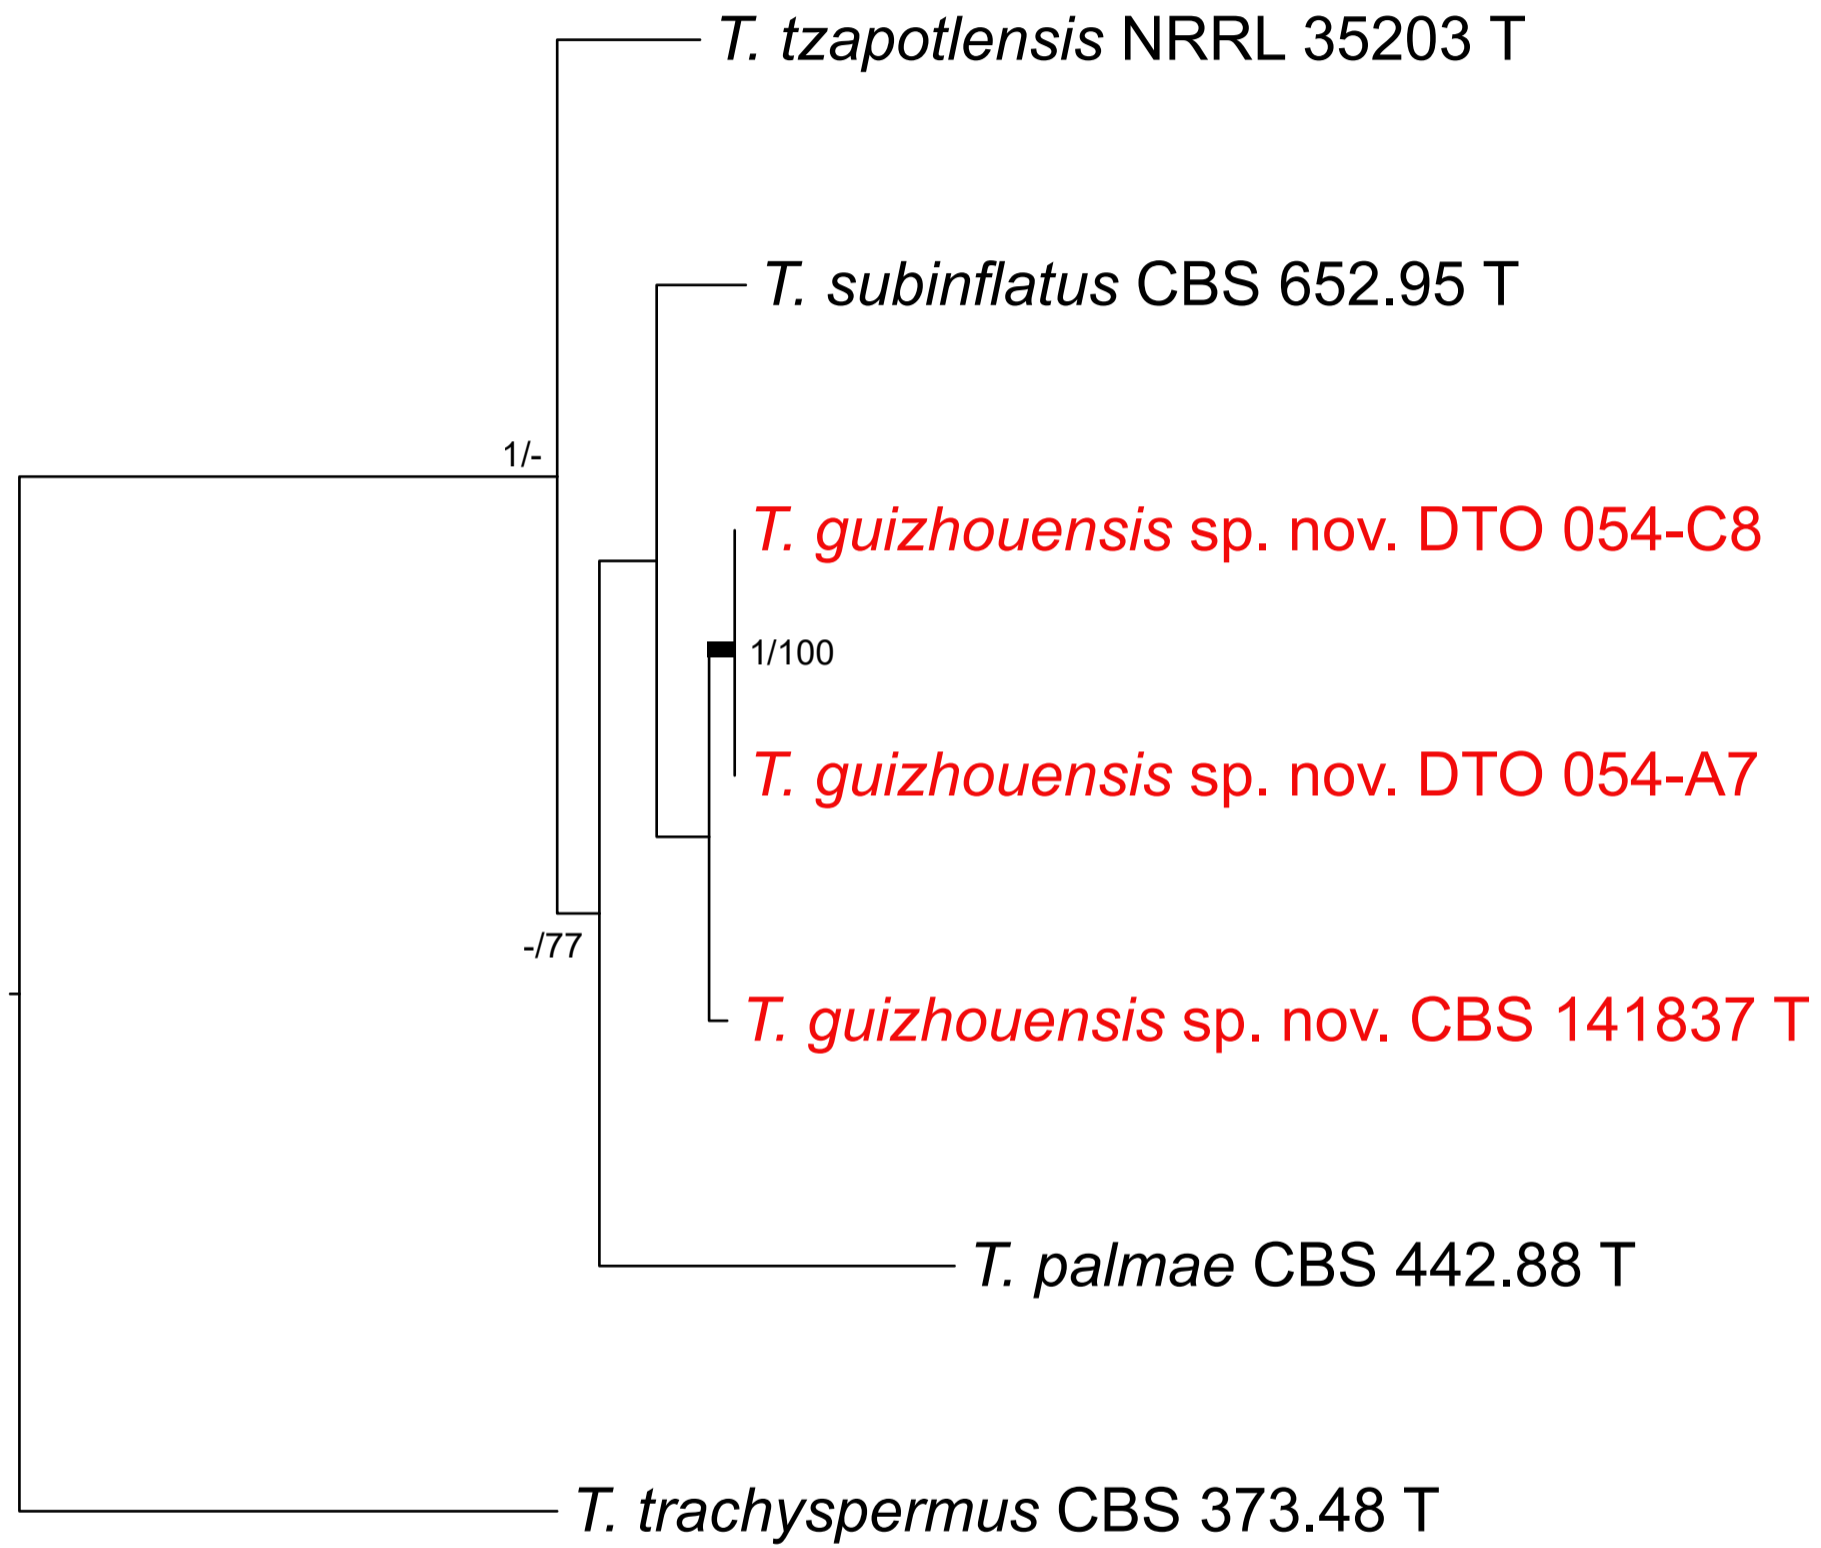 T. tzapotlensis NRRL 35203 T
T. subinflatus CBS 652.95 T
1/-
T. guizhouensis sp. nov. DTO 054-C8
1/100
T. guizhouensis sp. nov. DTO 054-A7
-/77
T. guizhouensis sp. nov. CBS 141837 T
T. palmae CBS 442.88 T
T. trachyspermus CBS 373.48 T